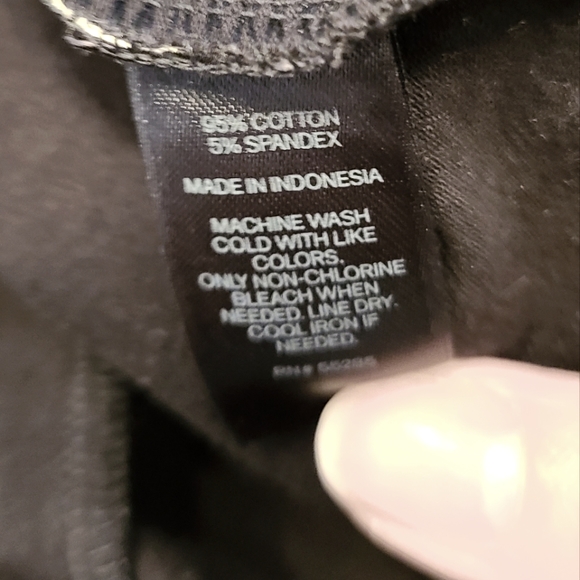 95% COTTON
5% SPANDEX
MADE IN INDONESIA
MACHINE WASH
COLD WITH LIKE
COLORS.
ONLY NON-CHLORINE
BLEACH WHEN
NEEDED. LINE DRY.
COOL IRON IF
NEEDED.
RN#